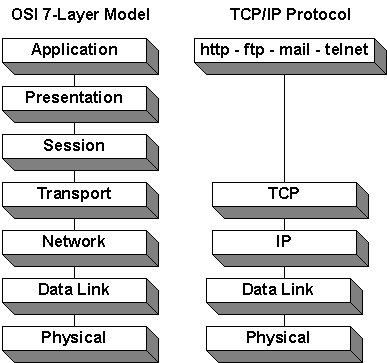 OSI 7-Layer Model
Application
Presentation
Session
Transport
Network
Data Link
Physical
TCP/IP Protocol
http - ftp - mail - telnet
TCP
IP
Data Link
Physical